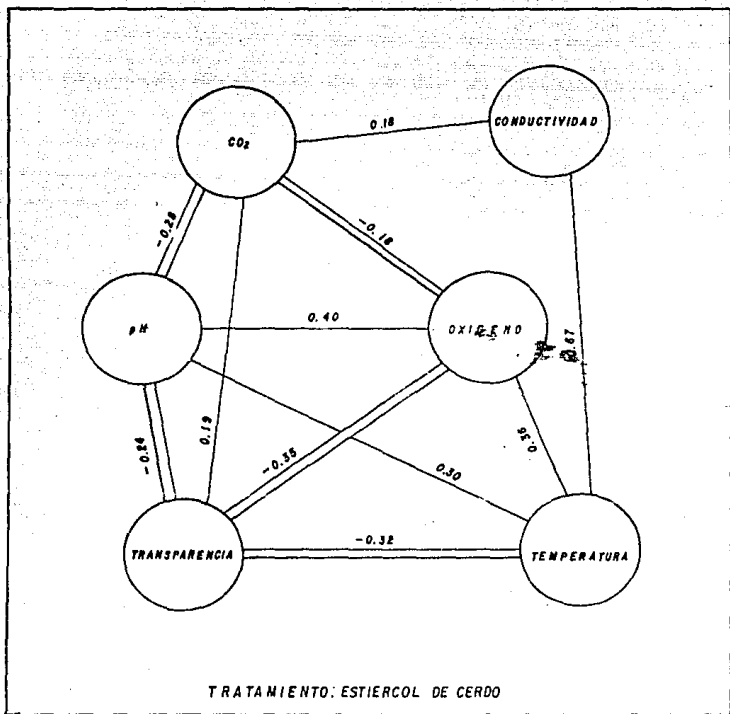 CO2
CONDUCTIVIDAD
0.18
-0.28
-0.18
pH
0.40
OXIGENO
0.67
-0.24
0.19
-0.35
0.30
0.36
TRANSPARENCIA
-0.32
TEMPERATURA
TRATAMIENTO: ESTIERCOL DE CERDO